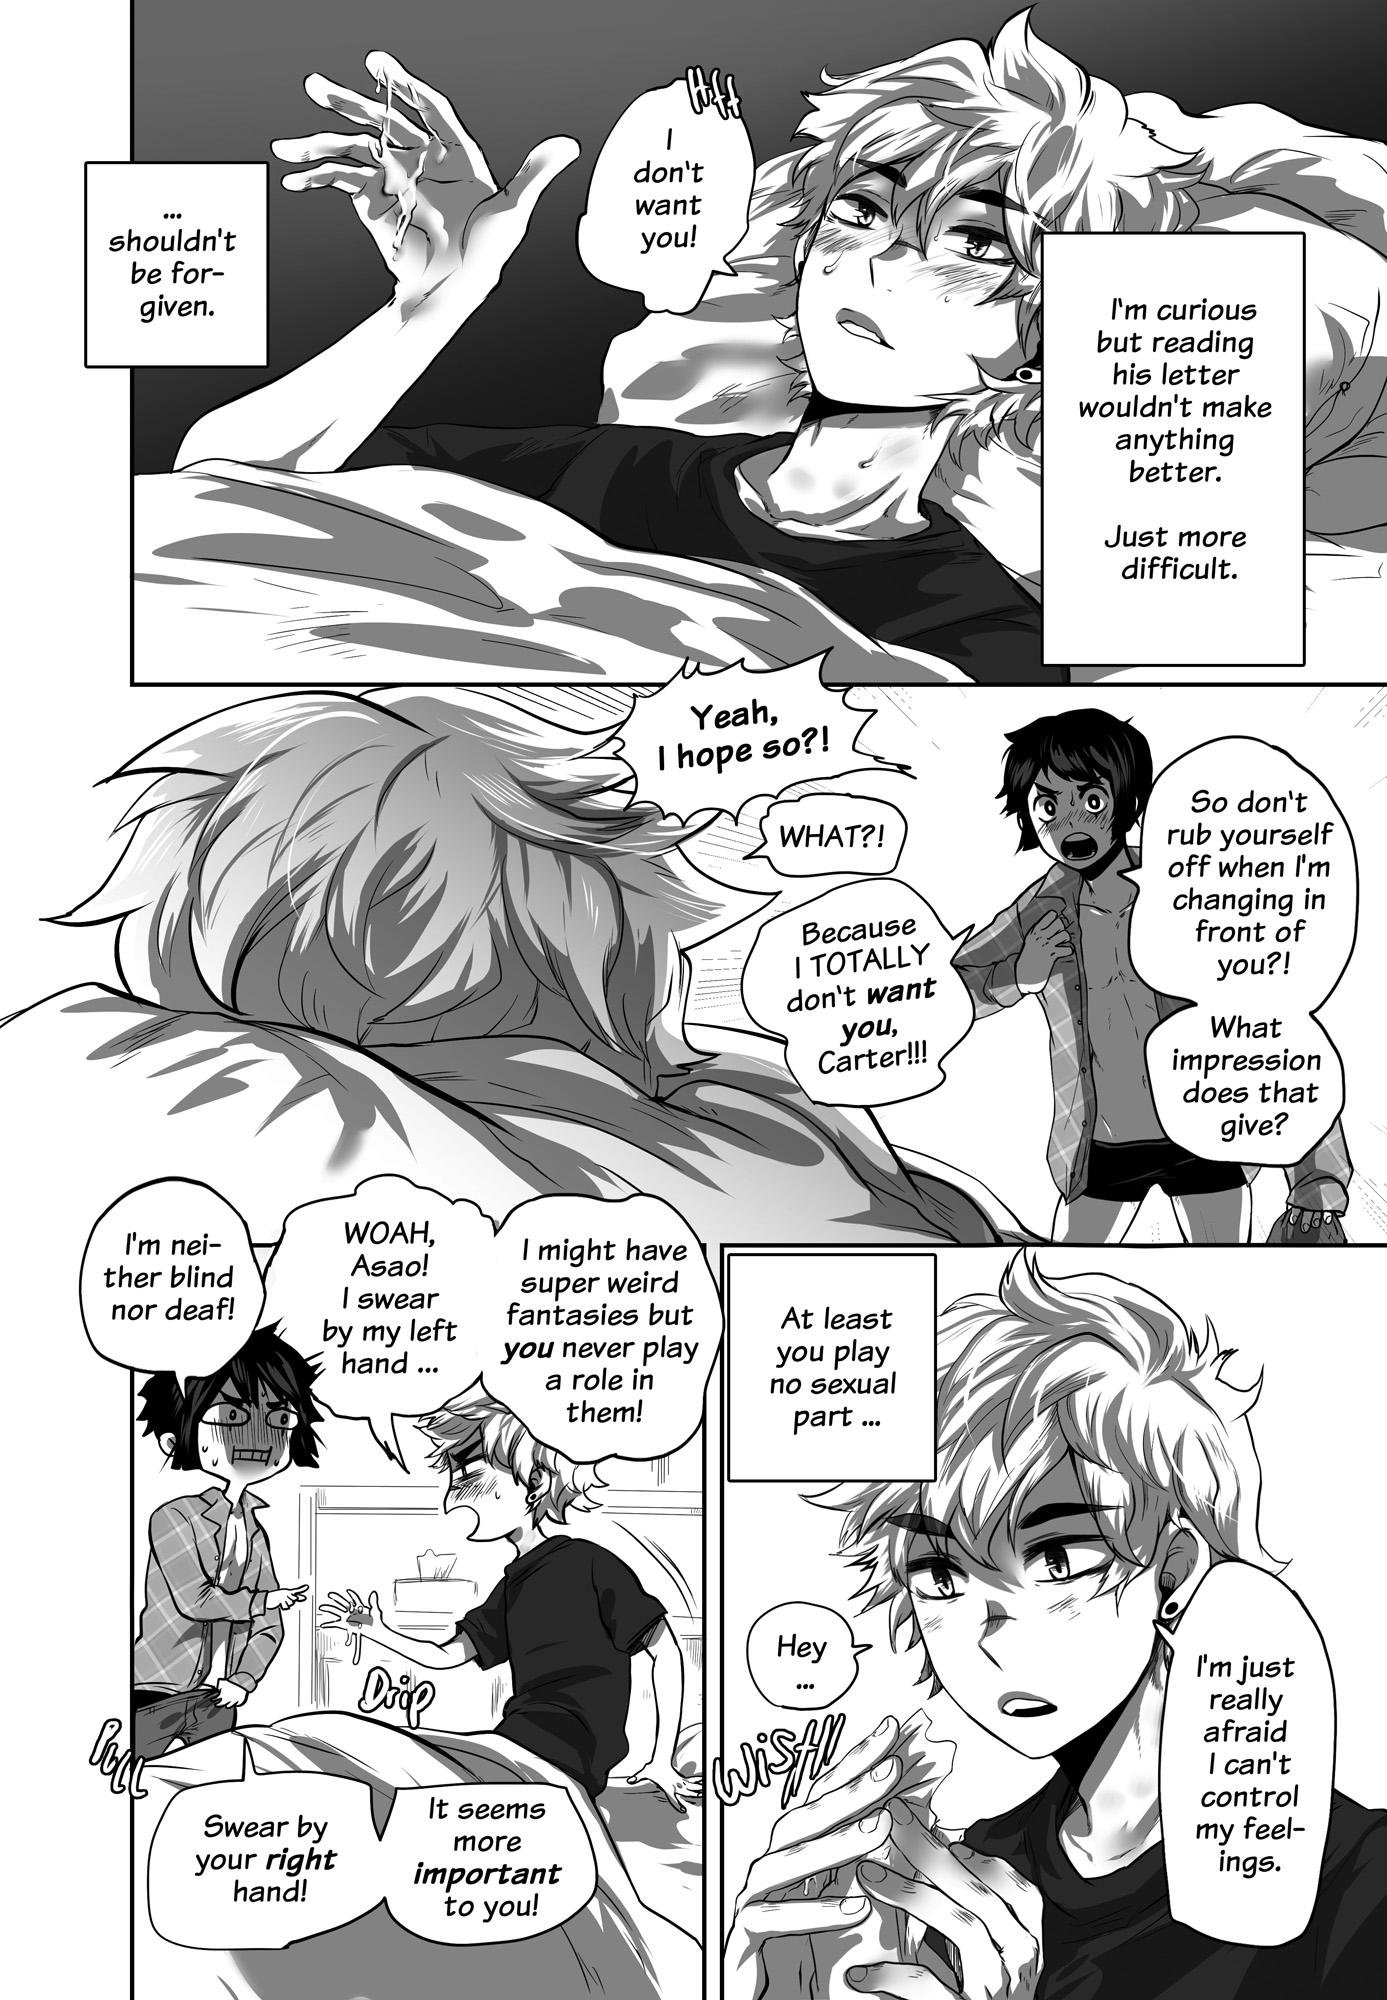 ...
shouldn't
be for-
given.
Hff
I
don't
want
you!
I'm curious
but reading
his letter
wouldn't make
anything
better.
Just more
difficult.
Yeah,
I hope so?!
WHAT?!
Because
I TOTALLY
don't want
you,
Carter!!!
So don't
rub yourself
off when I'm
changing in
front of
you?!
What
impression
does that
give?
I'm nei-
ther blind
nor deaf!
WOAH,
Asao!
I swear
by my left
hand ...
I might have
super weird
fantasies but
you never play
a role in
them!
Drip
Pull
Swear by
your right
hand!
It seems
more
important
to you!
At least
you play
no sexual
part ...
Hey
...
Wist!!
I'm just
really
afraid
I can't
control
my feel-
ings.